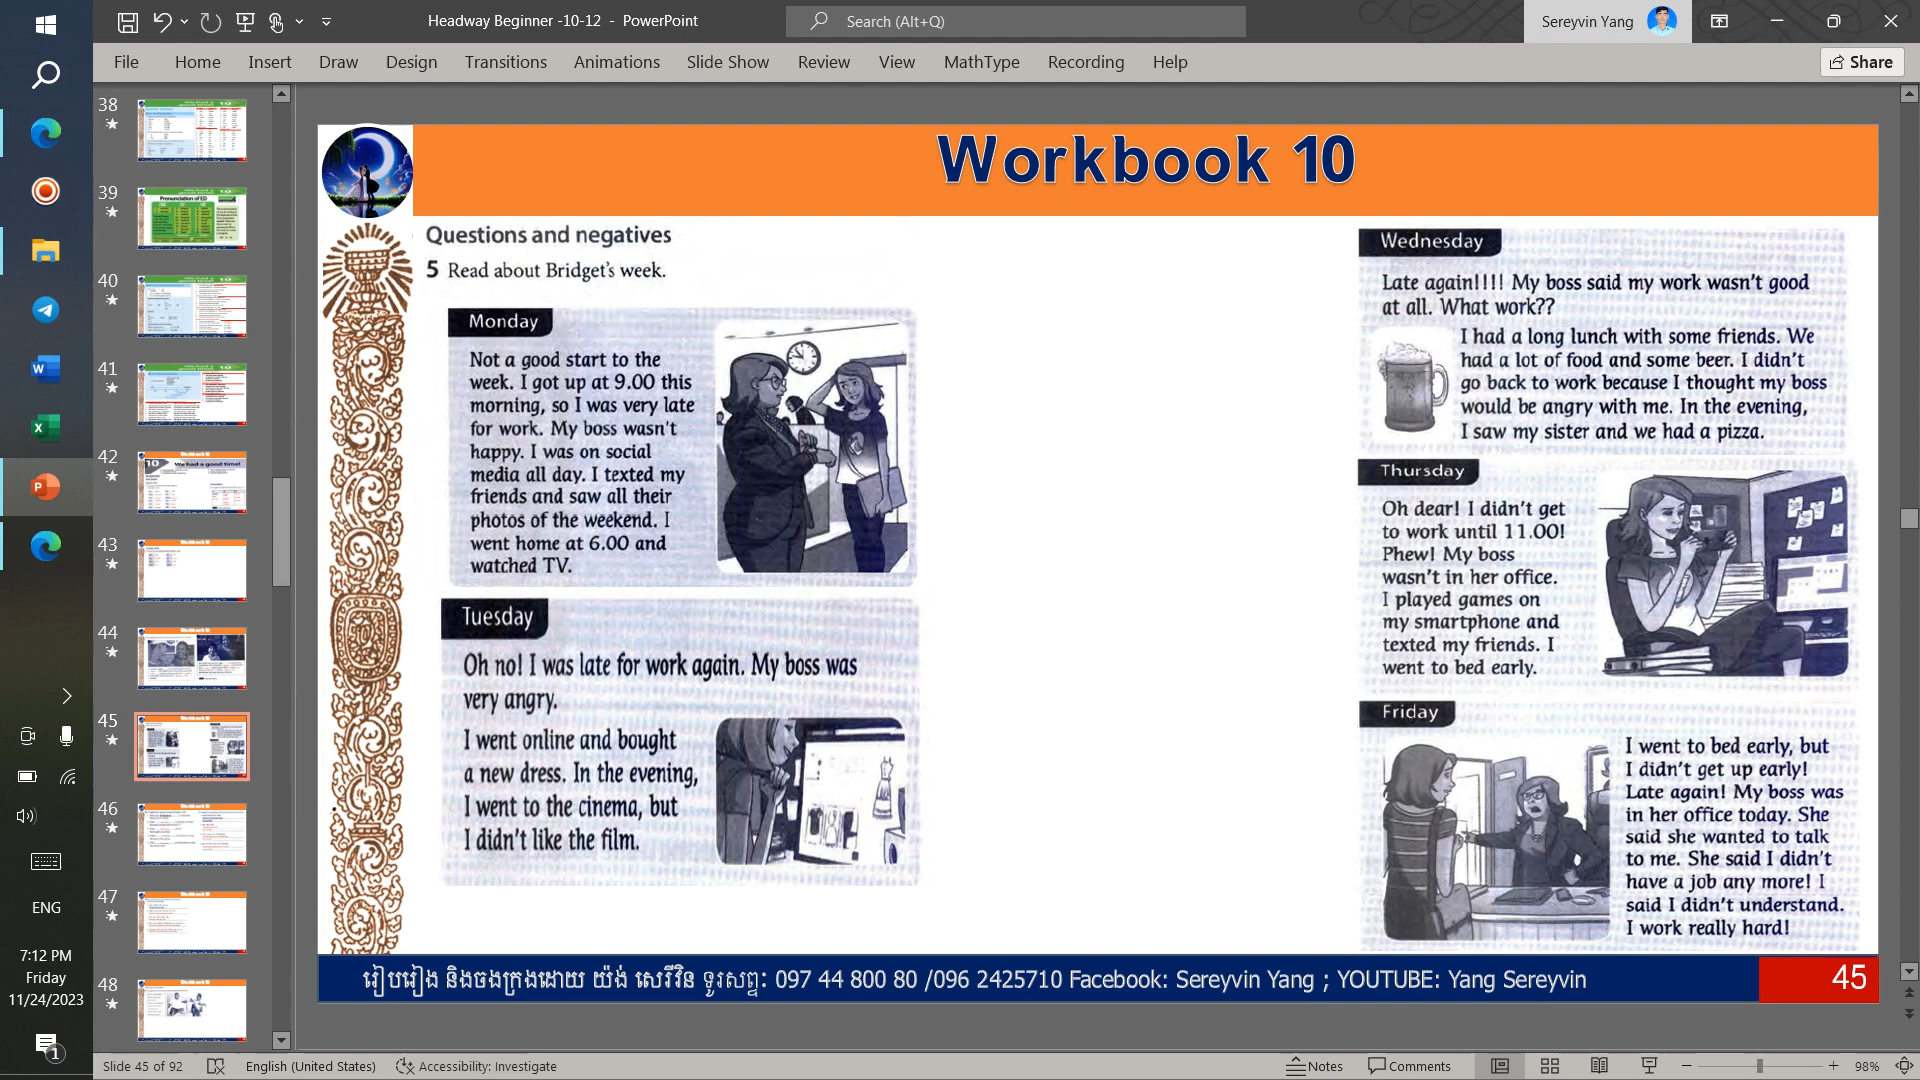 Headway Beginner -10-12 - PowerPoint
Search (Alt+Q)
Sereyvin Yang
File Home Insert Draw Design Transitions Animations Slide Show Review View MathType Recording Help
Share
38
39
40
41
42
43
44
45
46
47
48
Workbook 10
Questions and negatives
5 Read about Bridget's week.
Monday
Not a good start to the
week. I got up at 9.00 this
morning, so I was very late
for work. My boss wasn't
happy. I was on social
media all day. I texted my
friends and saw all their
photos of the weekend. I
went home at 6.00 and
watched TV.
Tuesday
Oh no! I was late for work again. My boss was
very angry.
I went online and bought
a new dress. In the evening,
I went to the cinema, but
I didn't like the film.
Wednesday
Late again!!!! My boss said my work wasn't good
at all. What work??
I had a long lunch with some friends. We
had a lot of food and some beer. I didn't
go back to work because I thought my boss
would be angry with me. In the evening,
I saw my sister and we had a pizza.
Thursday
Oh dear! I didn't get
to work until 11.00!
Phew! My boss
wasn't in her office.
I played games on
my smartphone and
texted my friends. I
went to bed early.
Friday
I went to bed early, but
I didn't get up early!
Late again! My boss was
in her office today. She
said she wanted to talk
to me. She said I didn't
have a job any more! I
said I didn't understand.
I work really hard!
រៀបរៀង និងចងក្រងដោយ យ៉ង់ សេរីវិន ទូរសព្ទ: 097 44 800 80 /096 2425710 Facebook: Sereyvin Yang ; YOUTUBE: Yang Sereyvin
45
ENG
7:12 PM
Friday
11/24/2023
1
Slide 45 of 92
English (United States)
Accessibility: Investigate
Notes
Comments
98%